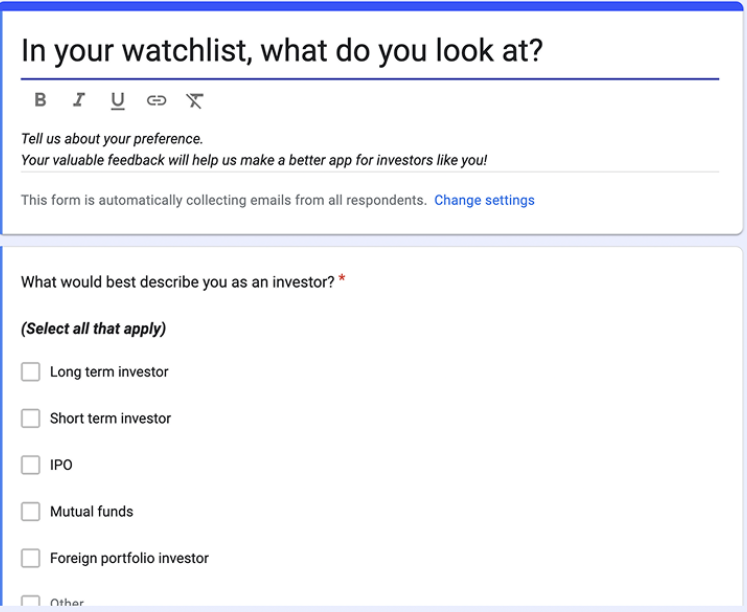 In your watchlist, what do you look at?
B I U
Tell us about your preference.
Your valuable feedback will help us make a better app for investors like you!
This form is automatically collecting emails from all respondents. Change settings
What would best describe you as an investor? *
(Select all that apply)
Long term investor
Short term investor
IPO
Mutual funds
Foreign portfolio investor
Other